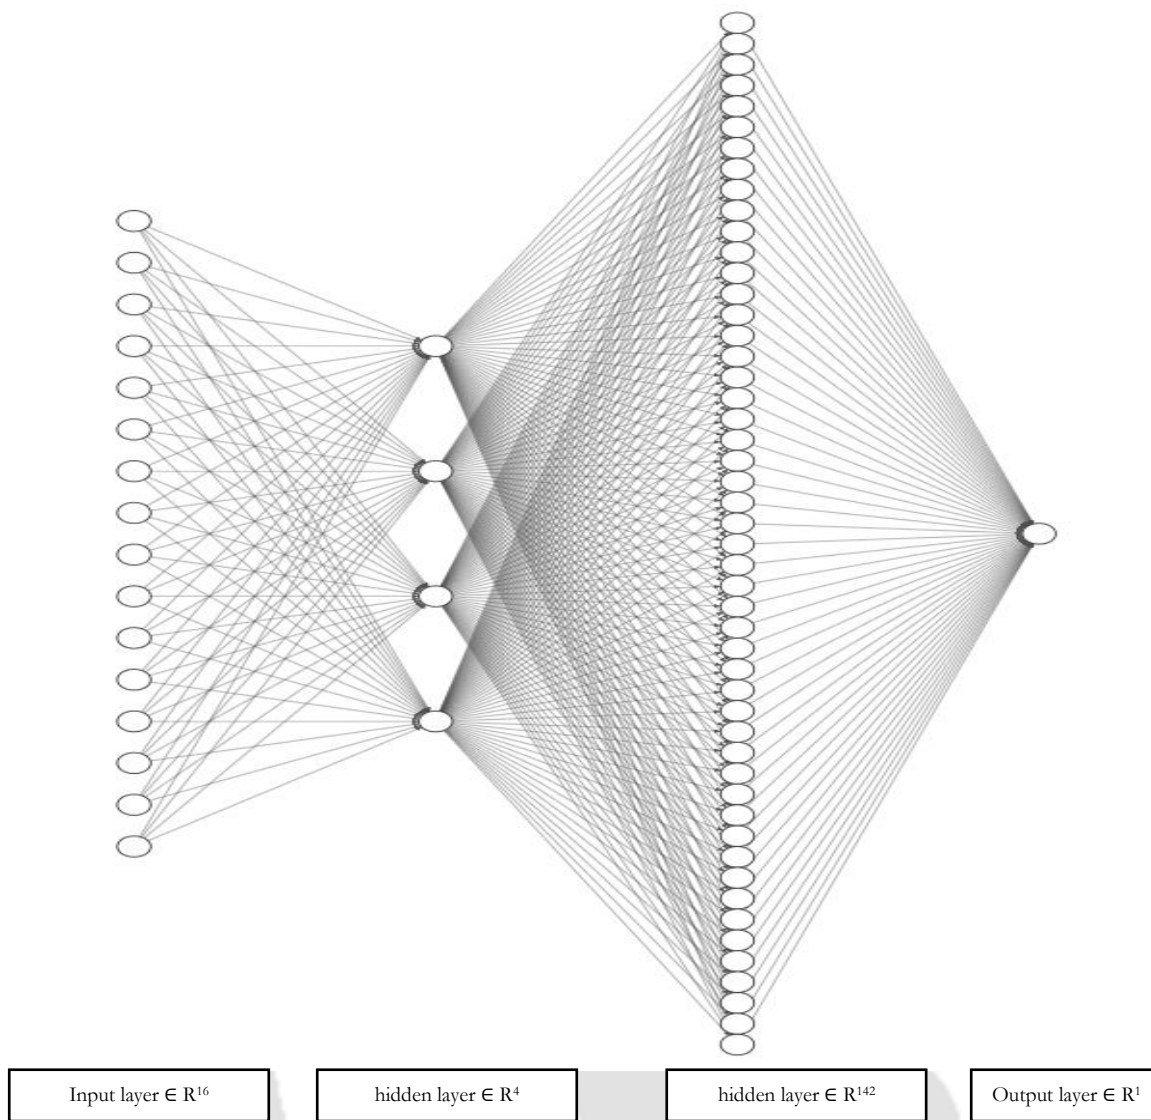 Input layer ∈ R¹⁶
hidden layer ∈ R⁴
hidden layer ∈ R¹⁴²
Output layer ∈ R¹